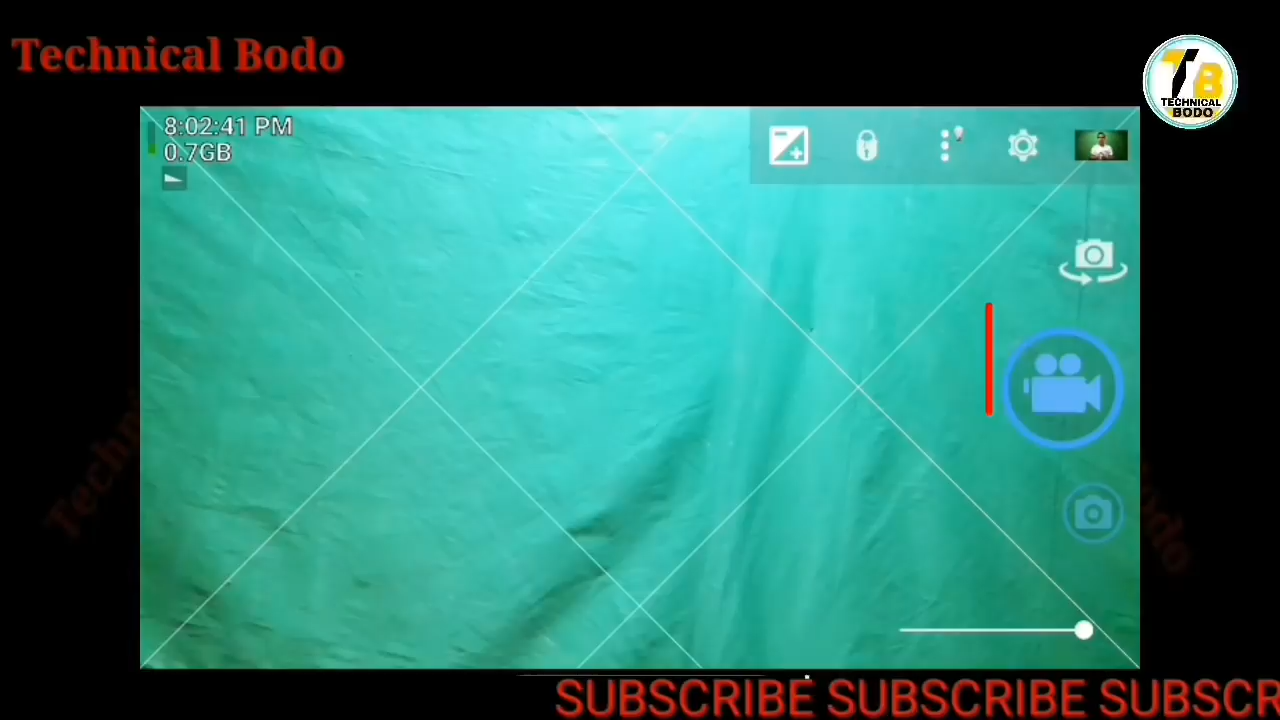 Technical Bodo
TECHNICAL
BODO
8:02:41 PM
0.7GB
SUBSCRIBE SUBSCRIBE SUBSCR